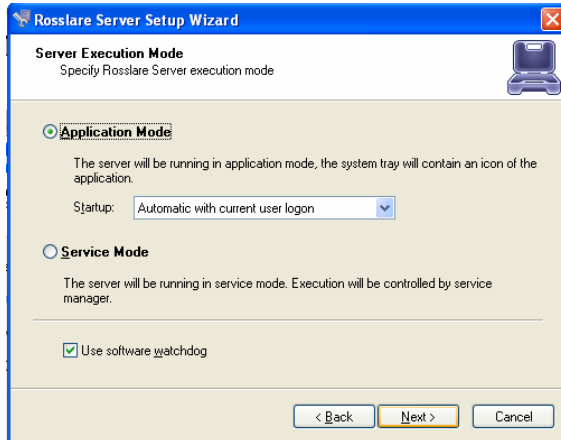 Rosslare Server Setup Wizard
Server Execution Mode
Specify Rosslare Server execution mode
Application Mode
The server will be running in application mode, the system tray will contain an icon of the
application.
Startup: Automatic with current user logon
Service Mode
The server will be running in service mode. Execution will be controlled by service
manager.
Use software watchdog
< Back Next > Cancel